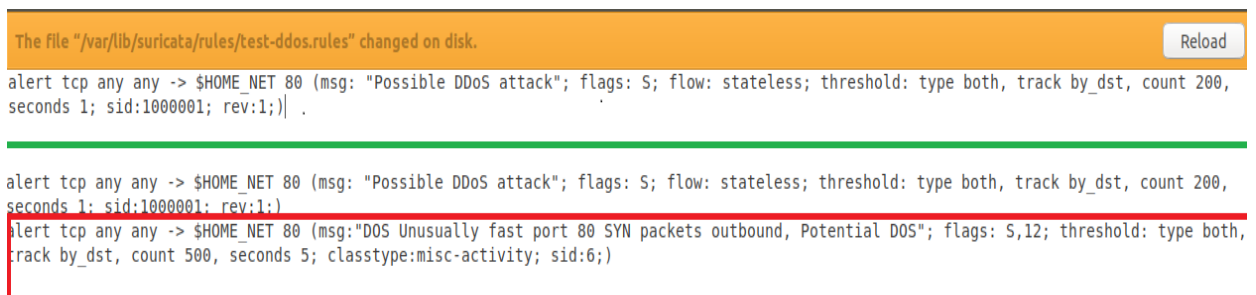 The file "/var/lib/suricata/rules/test-ddos.rules" changed on disk.
Reload
alert tcp any any -> $HOME_NET 80 (msg: "Possible DDoS attack"; flags: S; flow: stateless; threshold: type both, track by_dst, count 200,
seconds 1; sid:1000001; rev:1;)
alert tcp any any -> $HOME_NET 80 (msg: "Possible DDoS attack"; flags: S; flow: stateless; threshold: type both, track by_dst, count 200,
seconds 1; sid:1000001; rev:1;)
alert tcp any any -> $HOME_NET 80 (msg:"DOS Unusually fast port 80 SYN packets outbound, Potential DOS"; flags: S,12; threshold: type both,
track by_dst, count 500, seconds 5; classtype:misc-activity; sid:6;)